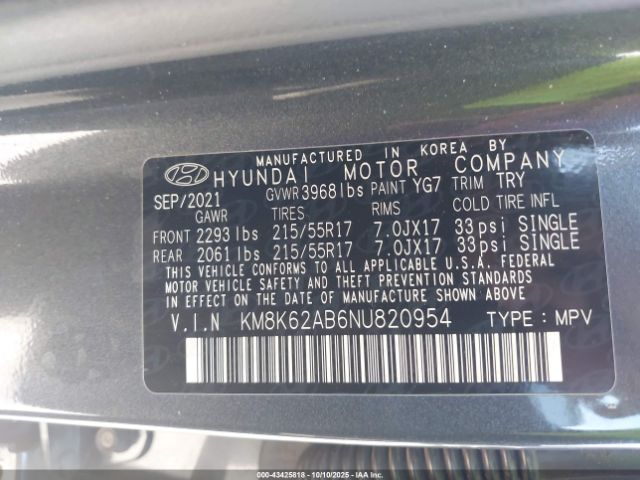 MANUFACTURED IN KOREA BY
HYUNDAI MOTOR COMPANY
SEP/2021 GVWR 3968lbs PAINT YG7 TRIM TRY
GAWR TIRES RIMS COLD TIRE INFL
FRONT 2293lbs 215/55R17 7.0JX17 33psi SINGLE
REAR 2061lbs 215/55R17 7.0JX17 33psi SINGLE
THIS VEHICLE CONFORMS TO ALL APPLICABLE U.S.A. FEDERAL
MOTOR VEHICLE SAFETY AND THEFT PREVENTION STANDARDS
IN EFFECT ON THE DATE OF MANUFACTURE SHOWN ABOVE
V.I.N KM8K62AB6NU820954 TYPE: MPV
000-43425818 | 10/10/2025 | IAAI Inc.